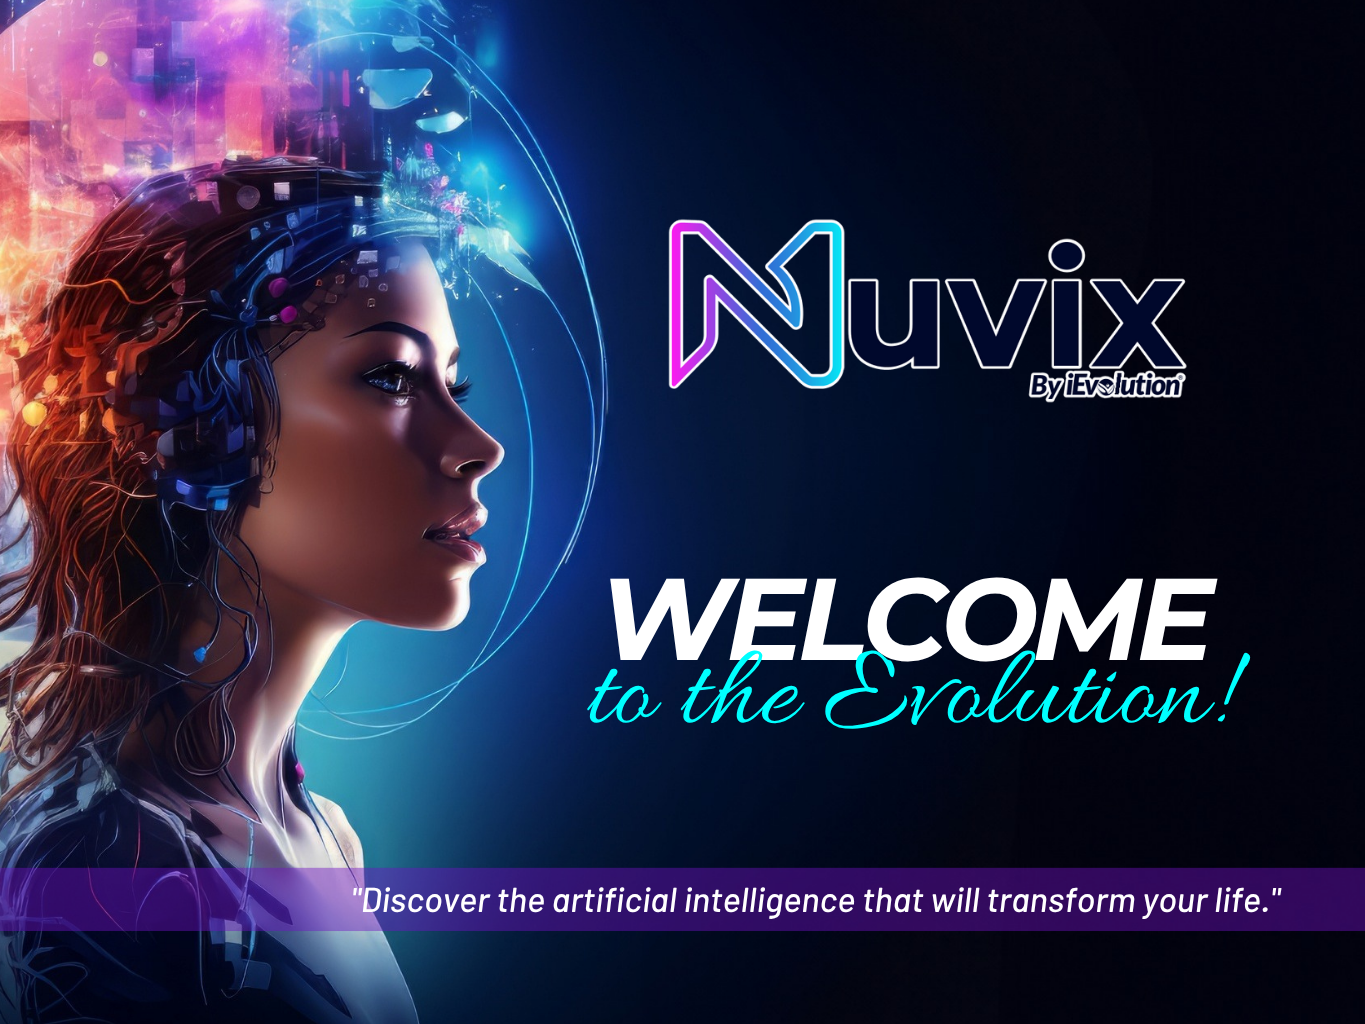 Nuvix
By iEvolution®
WELCOME
to the Evolution!
"Discover the artificial intelligence that will transform your life."